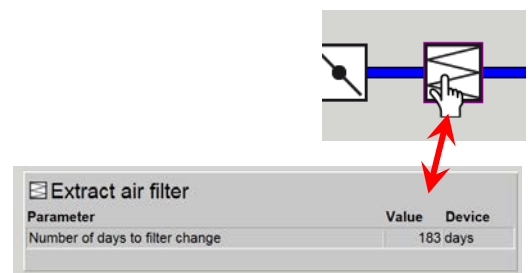 Extract air filter
Parameter Value Device
Number of days to filter change 183 days